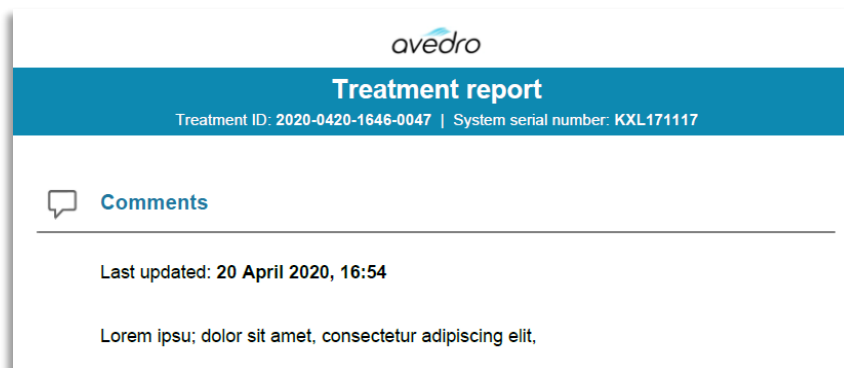 avedro
Treatment report
Treatment ID: 2020-0420-1646-0047 | System serial number: KXL171117
Comments
Last updated: 20 April 2020, 16:54
Lorem ipsu; dolor sit amet, consectetur adipiscing elit,